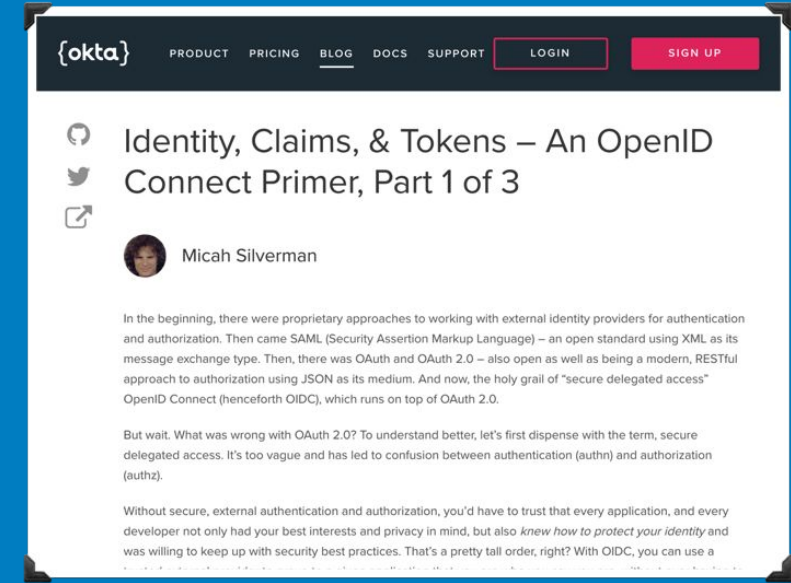 {okta}
PRODUCT PRICING BLOG DOCS SUPPORT LOGIN SIGN UP
Identity, Claims, & Tokens – An OpenID
Connect Primer, Part 1 of 3
Micah Silverman
In the beginning, there were proprietary approaches to working with external identity providers for authentication
and authorization. Then came SAML (Security Assertion Markup Language) – an open standard using XML as its
message exchange type. Then, there was OAuth and OAuth 2.0 – also open as well as being a modern, RESTful
approach to authorization using JSON as its medium. And now, the holy grail of “secure delegated access”
OpenID Connect (henceforth OIDC), which runs on top of OAuth 2.0.
But wait. What was wrong with OAuth 2.0? To understand better, let’s first dispense with the term, secure
delegated access. It’s too vague and has led to confusion between authentication (authn) and authorization
(authz).
Without secure, external authentication and authorization, you’d have to trust that every application, and every
developer not only had your best interests and privacy in mind, but also knew how to protect your identity and
was willing to keep up with security best practices. That’s a pretty tall order, right? With OIDC, you can use a